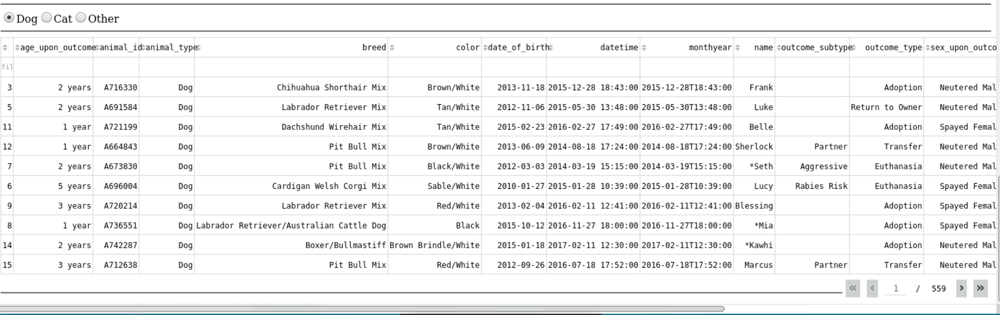 Dog Cat Other
age_upon_outcome animal_id animal_type breed color date_of_birth datetime monthyear name outcome_subtype outcome_type sex_upon_outco
fil
3 2 years A716330 Dog Chihuahua Shorthair Mix Brown/White 2013-11-18 2015-12-28 18:43:00 2015-12-28T18:43:00 Frank Adoption Neutered Mal
5 2 years A691584 Dog Labrador Retriever Mix Tan/White 2012-11-06 2015-05-30 13:48:00 2015-05-30T13:48:00 Luke Return to Owner Neutered Mal
11 1 year A721199 Dog Dachshund Wirehair Mix Tan/White 2015-02-23 2016-02-27 17:49:00 2016-02-27T17:49:00 Belle Adoption Spayed Femal
12 1 year A664843 Dog Pit Bull Mix Brown/White 2013-06-09 2014-08-18 17:24:00 2014-08-18T17:24:00 Sherlock Partner Transfer Neutered Mal
7 2 years A673830 Dog Pit Bull Mix Black/White 2012-03-03 2014-03-19 15:15:00 2014-03-19T15:15:00 *Seth Aggressive Euthanasia Neutered Mal
6 5 years A696004 Dog Cardigan Welsh Corgi Mix Sable/White 2010-01-27 2015-01-28 10:39:00 2015-01-28T10:39:00 Lucy Rabies Risk Euthanasia Spayed Femal
9 3 years A720214 Dog Labrador Retriever Mix Red/White 2013-02-04 2016-02-11 12:41:00 2016-02-11T12:41:00 Blessing Adoption Spayed Femal
8 1 year A736551 Dog Labrador Retriever/Australian Cattle Dog Black 2015-10-12 2016-11-27 18:00:00 2016-11-27T18:00:00 *Mia Adoption Spayed Femal
14 2 years A742287 Dog Boxer/Bullmastiff Brown Brindle/White 2015-01-18 2017-02-11 12:30:00 2017-02-11T12:30:00 *Kawhi Adoption Neutered Mal
15 3 years A712638 Dog Pit Bull Mix Red/White 2012-09-26 2016-07-18 17:52:00 2016-07-18T17:52:00 Marcus Partner Transfer Neutered Mal
« ‹ 1 / 559 › »